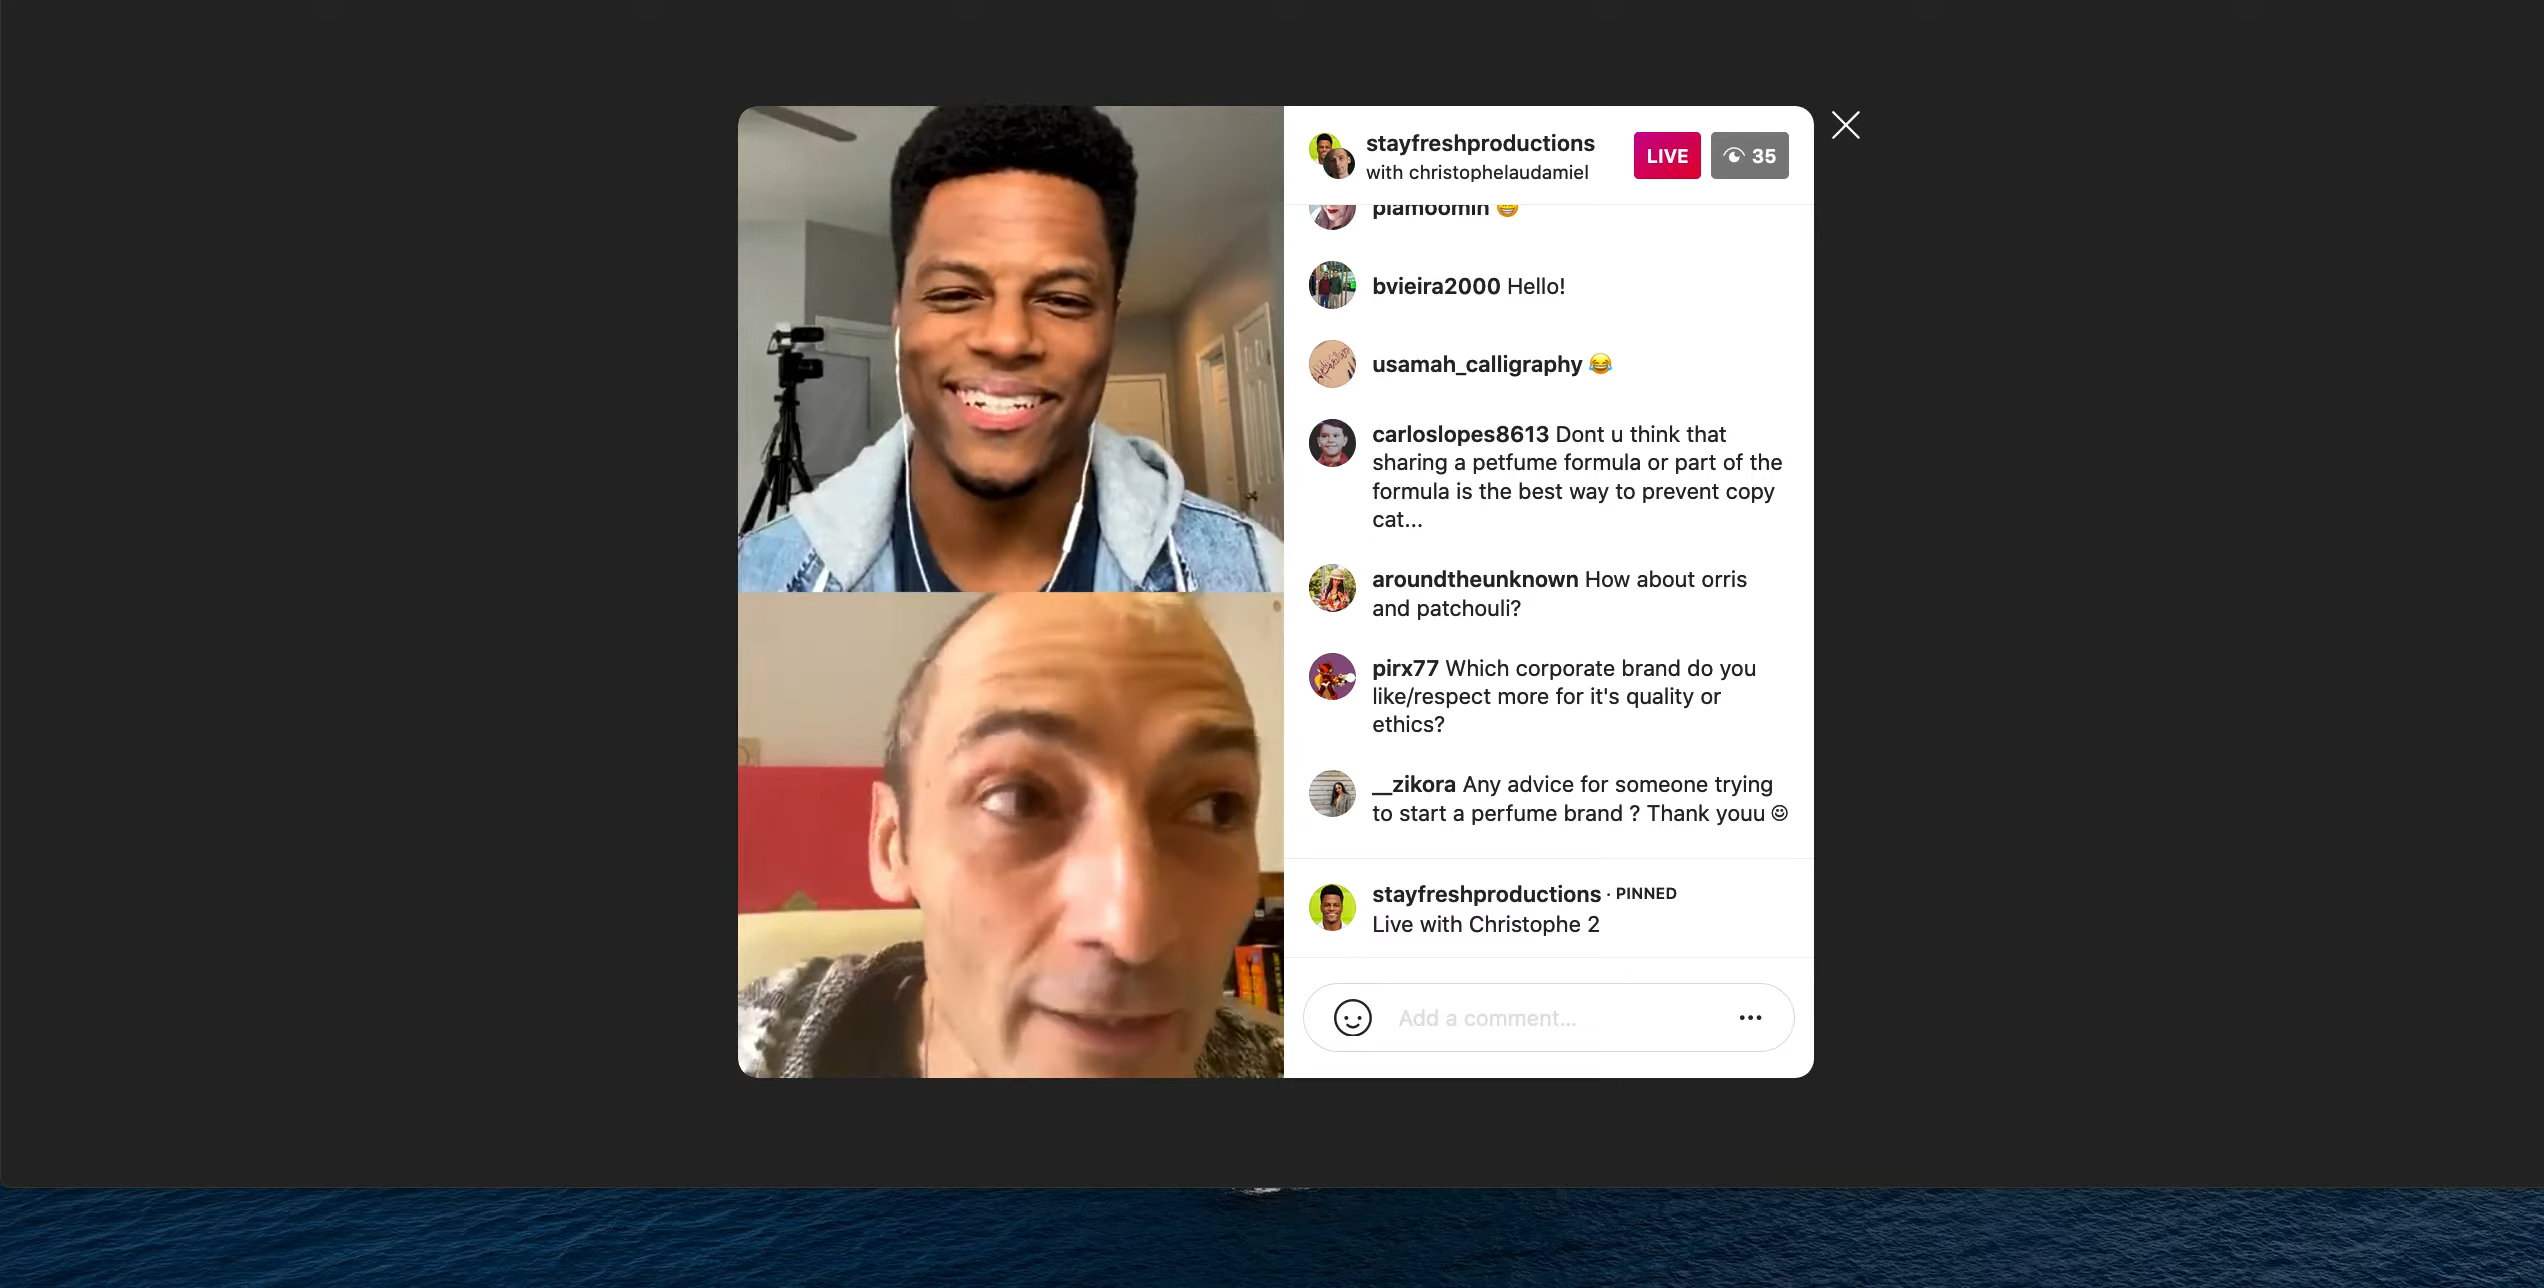 stayfreshproductions
with christophelaudamiel
LIVE
35
piamoomin 😁
bvieira2000 Hello!
usamah_calligraphy 😂
carloslopes8613 Dont u think that
sharing a petfume formula or part of the
formula is the best way to prevent copy
cat...
aroundtheunknown How about orris
and patchouli?
pirx77 Which corporate brand do you
like/respect more for it's quality or
ethics?
__zikora Any advice for someone trying
to start a perfume brand ? Thank youu ☺
stayfreshproductions · PINNED
Live with Christophe 2
Add a comment...